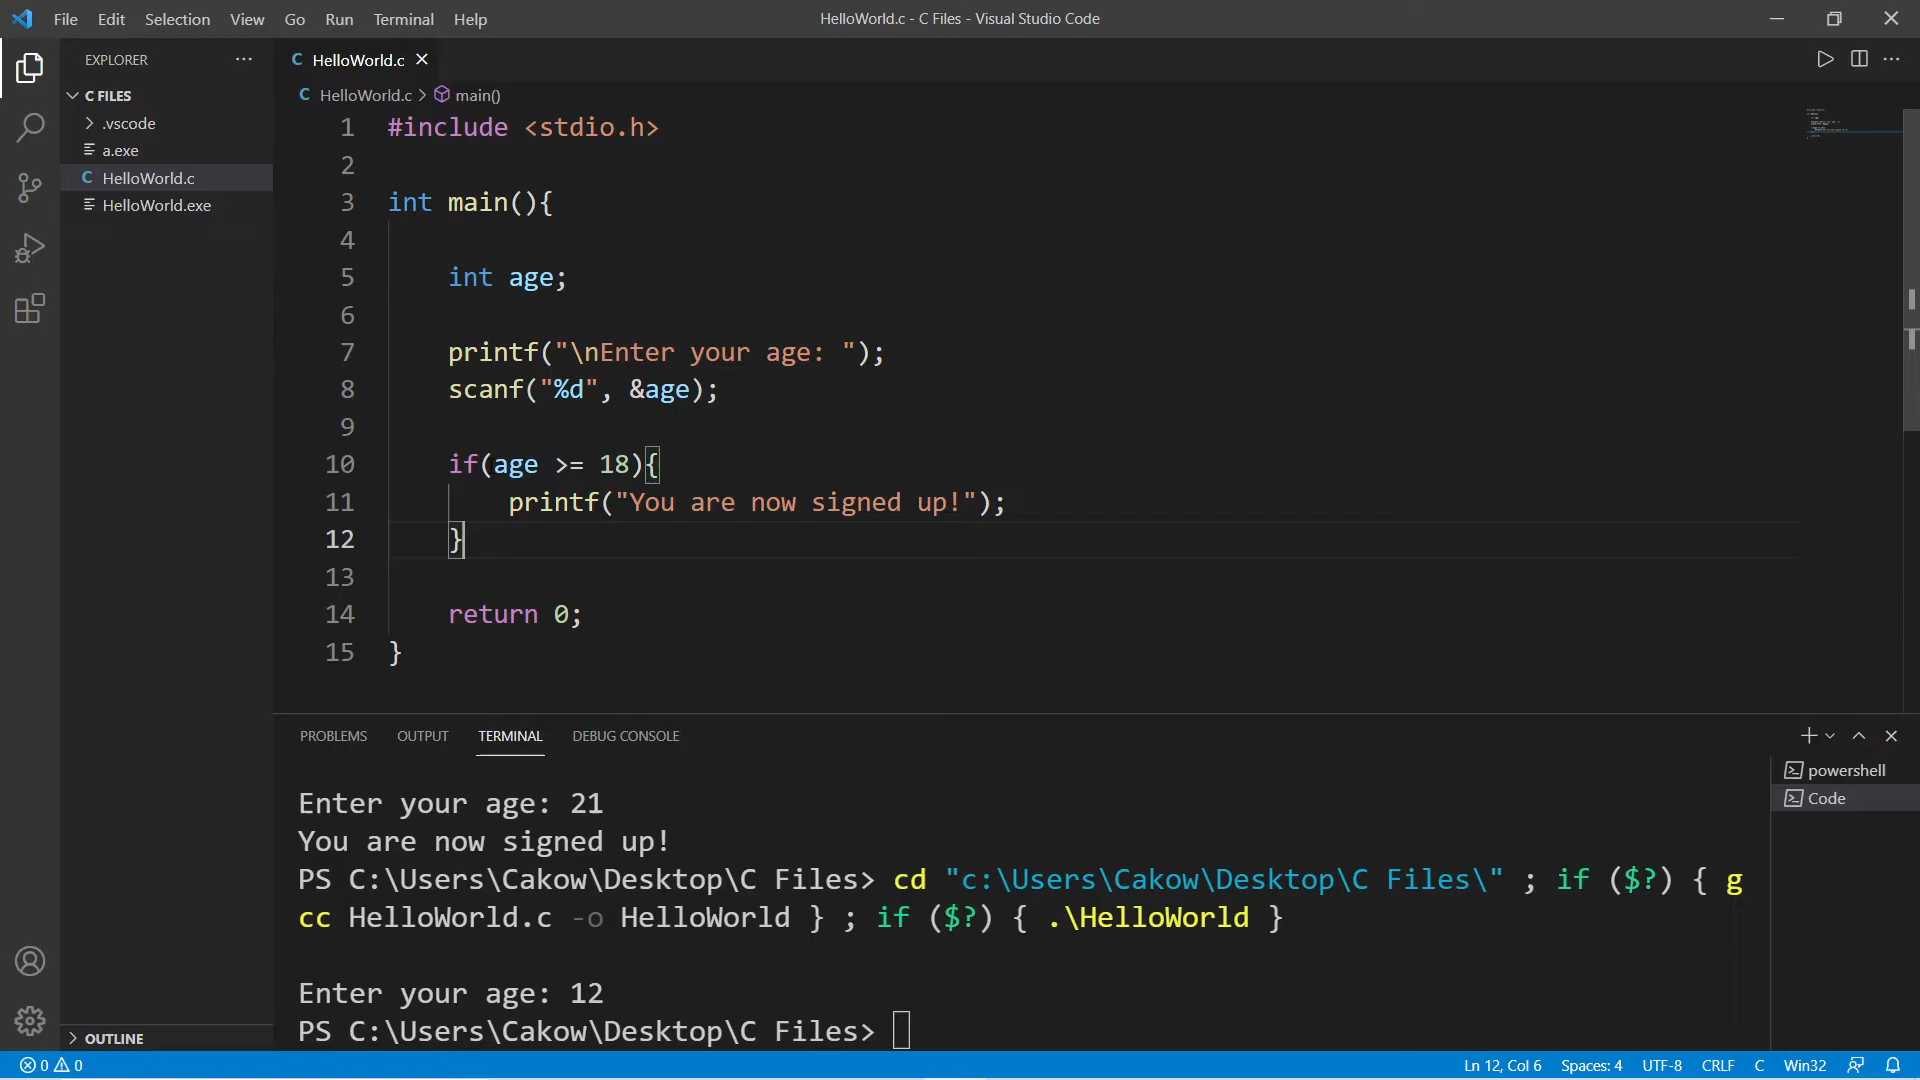 File Edit Selection View Go Run Terminal Help
HelloWorld.c - C Files - Visual Studio Code
EXPLORER
C FILES
.vscode
a.exe
C HelloWorld.c
HelloWorld.exe
OUTLINE
C HelloWorld.c
C HelloWorld.c > main()
1 #include <stdio.h>
2
3 int main(){
4
5 int age;
6
7 printf("\nEnter your age: ");
8 scanf("%d", &age);
9
10 if(age >= 18){
11 printf("You are now signed up!");
12 }
13
14 return 0;
15 }
PROBLEMS OUTPUT TERMINAL DEBUG CONSOLE
Enter your age: 21
You are now signed up!
PS C:\Users\Cakow\Desktop\C Files> cd "c:\Users\Cakow\Desktop\C Files\" ; if ($?) { g
cc HelloWorld.c -o HelloWorld } ; if ($?) { .\HelloWorld }
Enter your age: 12
PS C:\Users\Cakow\Desktop\C Files>
powershell
Code
0 0 Ln 12, Col 6 Spaces: 4 UTF-8 CRLF C Win32